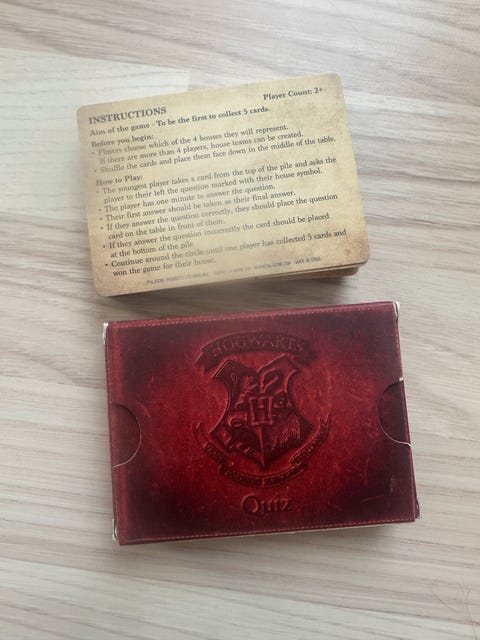 INSTRUCTIONS
Player Count: 2+
Aim of the game - To be the first to collect 5 cards.
Before you begin:
• Players choose which of the 4 houses they will represent.
If there are more than 4 players, house teams can be created.
• Shuffle the cards and place them face down in the middle of the table.
How to Play:
• The youngest player takes a card from the top of the pile and asks the
player to their left the question marked with their house symbol.
• The player has one minute to answer the question.
• Their first answer should be taken as their final answer.
• If they answer the question correctly, they should place the question
card on the table in front of them.
• If they answer the question incorrectly the card should be placed
at the bottom of the pile
• Continue around the circle until one player has collected 5 cards and
won the game for their house.
PALADONE PRODUCTS LTD
MADE IN CHINA
HOGWARTS
H
Quiz